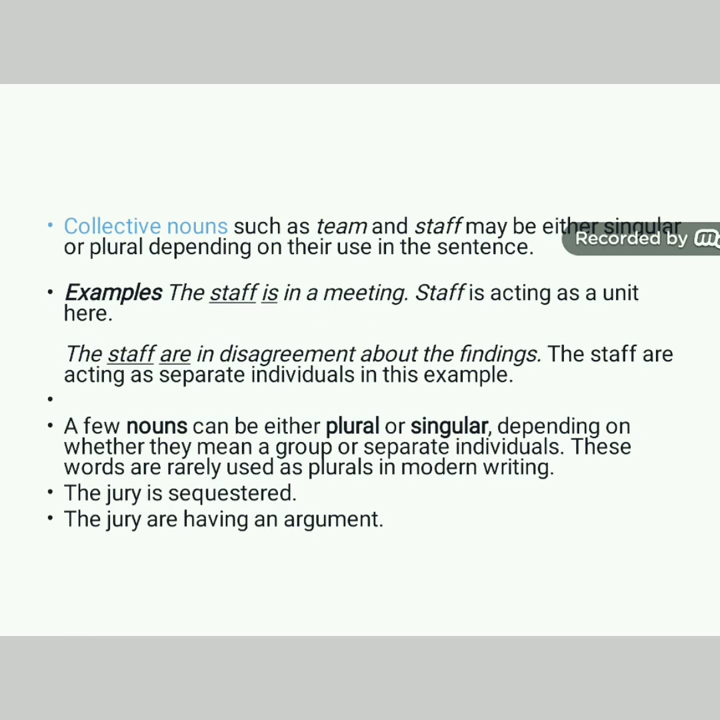 • Collective nouns such as team and staff may be either singular
Recorded by
or plural depending on their use in the sentence.
• Examples The staff is in a meeting. Staff is acting as a unit
here.
The staff are in disagreement about the findings. The staff are
acting as separate individuals in this example.
•
• A few nouns can be either plural or singular, depending on
whether they mean a group or separate individuals. These
words are rarely used as plurals in modern writing.
• The jury is sequestered.
• The jury are having an argument.